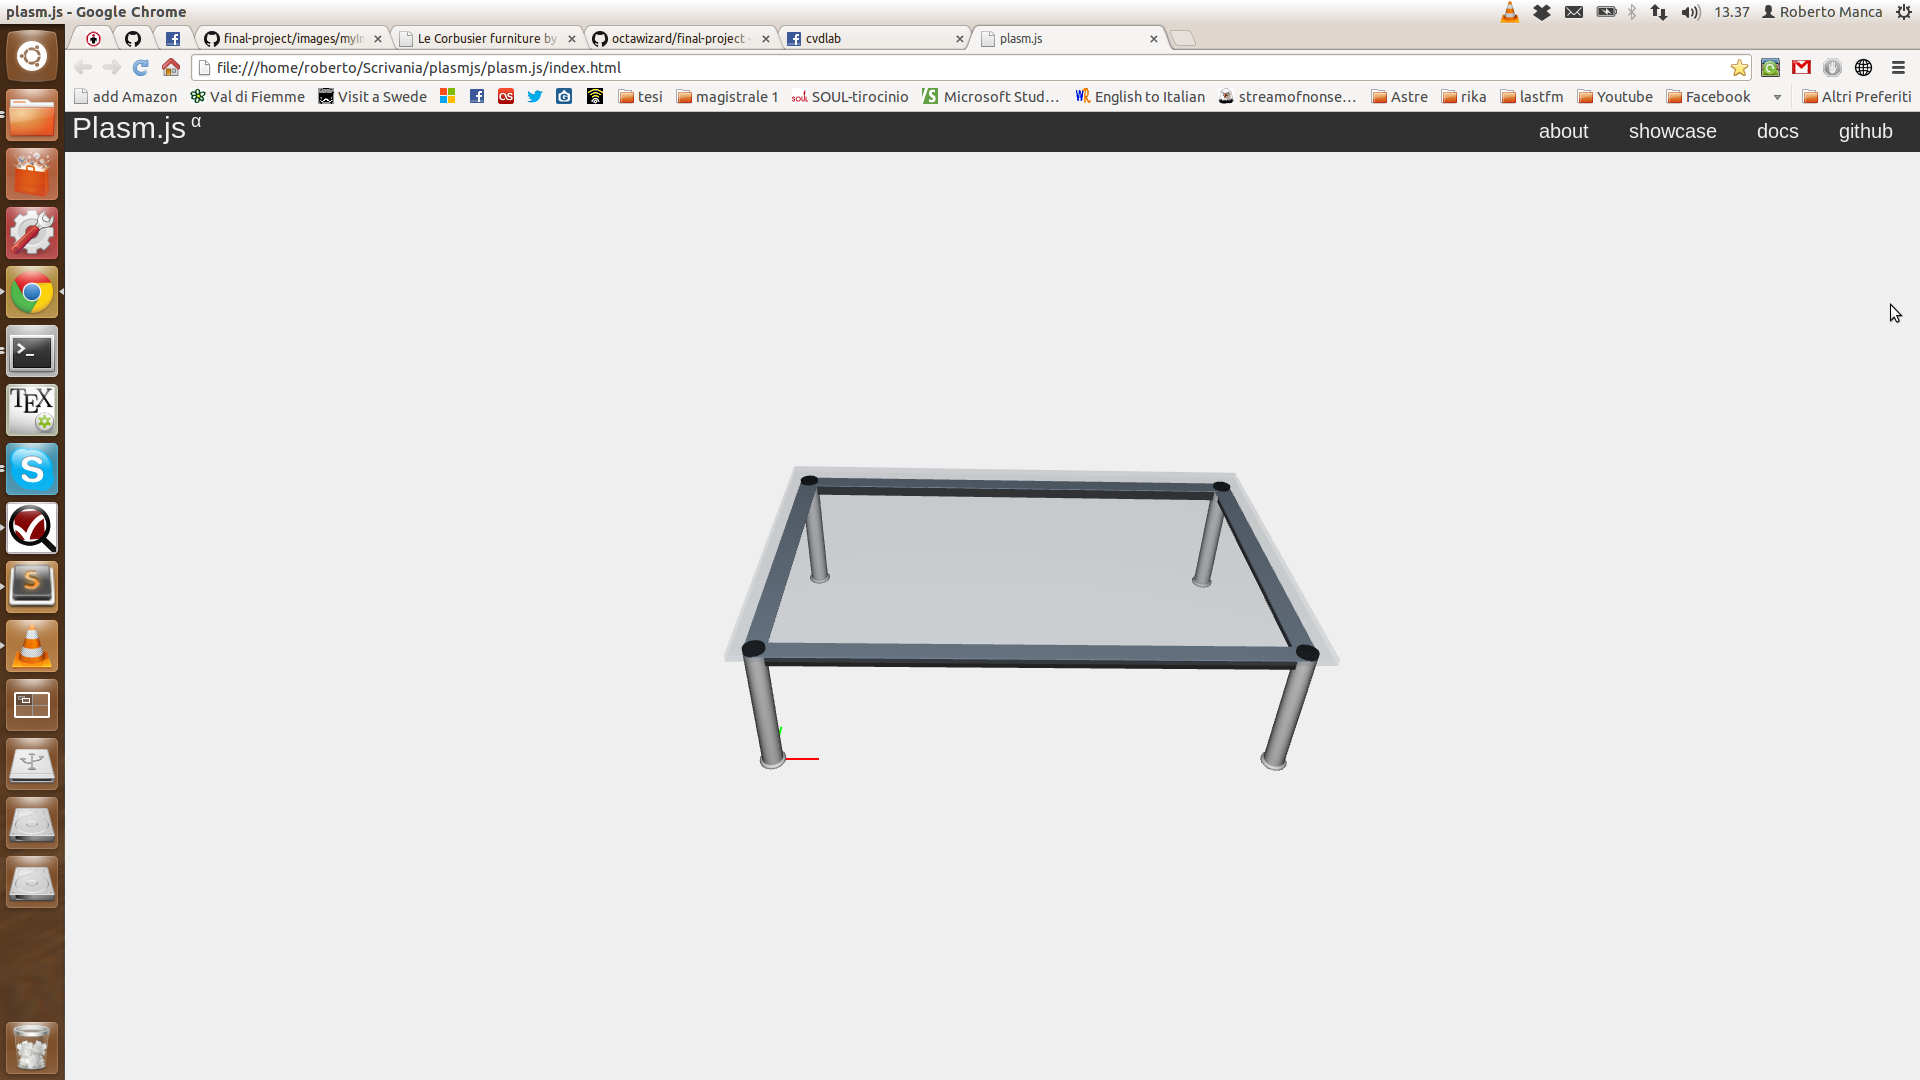 plasm.js - Google Chrome
13.37 Roberto Manca
final-project/images/myI
Le Corbusier furniture by
octawizard/final-project
cvdlab
plasm.js
file:///home/roberto/Scrivania/plasmjs/plasm.js/index.html
add Amazon Val di Fiemme Visit a Swede tesi magistrale 1 SOUL-tirocinio Microsoft Stud... English to Italian streamofnonse... Astre rika lastfm Youtube Facebook Altri Preferiti
Plasm.js α
about showcase docs github
TEX